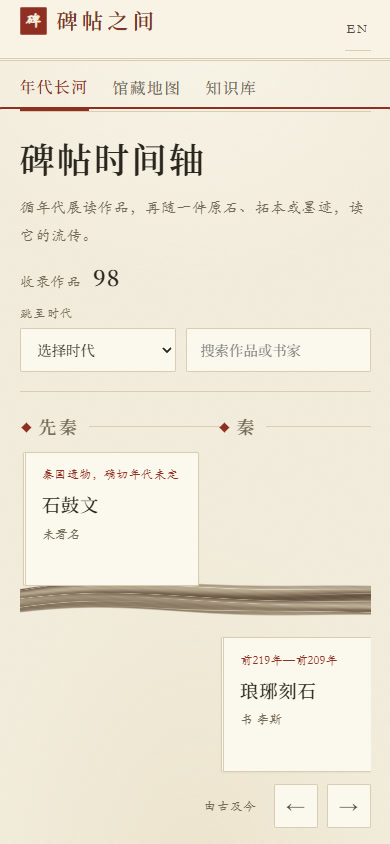 碑 碑帖之间
EN
年代长河 馆藏地图 知识库
碑帖时间轴
循年代展读作品，再随一件原石、拓本或墨迹，读
它的流传。
收录作品 98
跳至时代
选择时代 搜索作品或书家
先秦 秦
秦国遗物，确切年代未定
石鼓文
未署名
前219年—前209年
琅琊刻石
书 李斯
由古及今 ← →